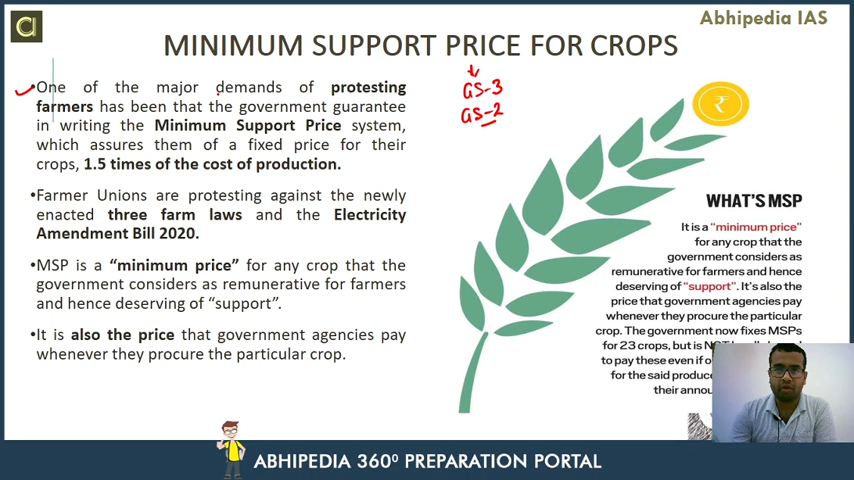 Abhipedia IAS
MINIMUM SUPPORT PRICE FOR CROPS
GS-3
GS-2
•One of the major demands of protesting
farmers has been that the government guarantee
in writing the Minimum Support Price system,
which assures them of a fixed price for their
crops, 1.5 times of the cost of production.
•Farmer Unions are protesting against the newly
enacted three farm laws and the Electricity
Amendment Bill 2020.
•MSP is a “minimum price” for any crop that the
government considers as remunerative for farmers
and hence deserving of “support”.
•It is also the price that government agencies pay
whenever they procure the particular crop.
₹
WHAT'SMSP
It is a “minimum price”
for any crop that the
government considers as
remunerative for farmers and hence
deserving of “support”. It's also the
price that government agencies pay
whenever they procure the particular
crop. The government now fixes MSPs
for 23 crops, but is
to pay these even if
for the said produce
their
ABHIPEDIA 360⁰ PREPARATION PORTAL